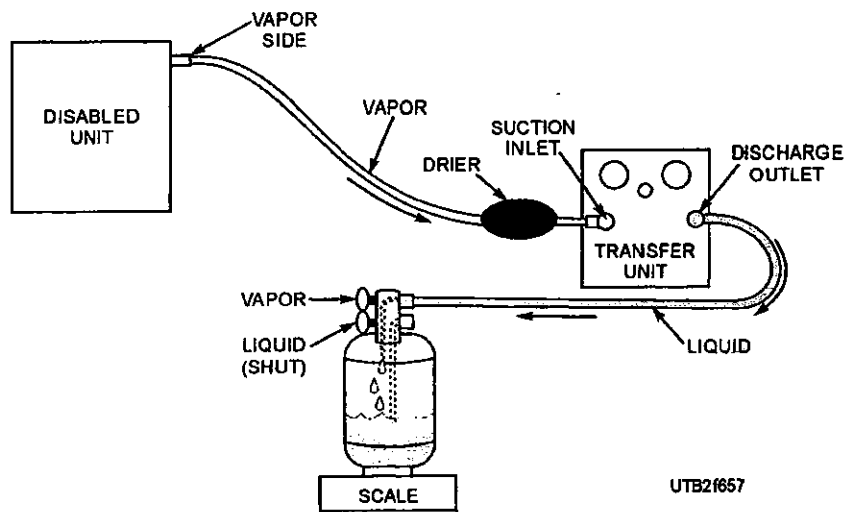 VAPOR
SIDE
DISABLED
UNIT
VAPOR
DRIER
SUCTION
INLET
DISCHARGE
OUTLET
TRANSFER
UNIT
VAPOR
LIQUID
(SHUT)
LIQUID
SCALE
UTB2f657